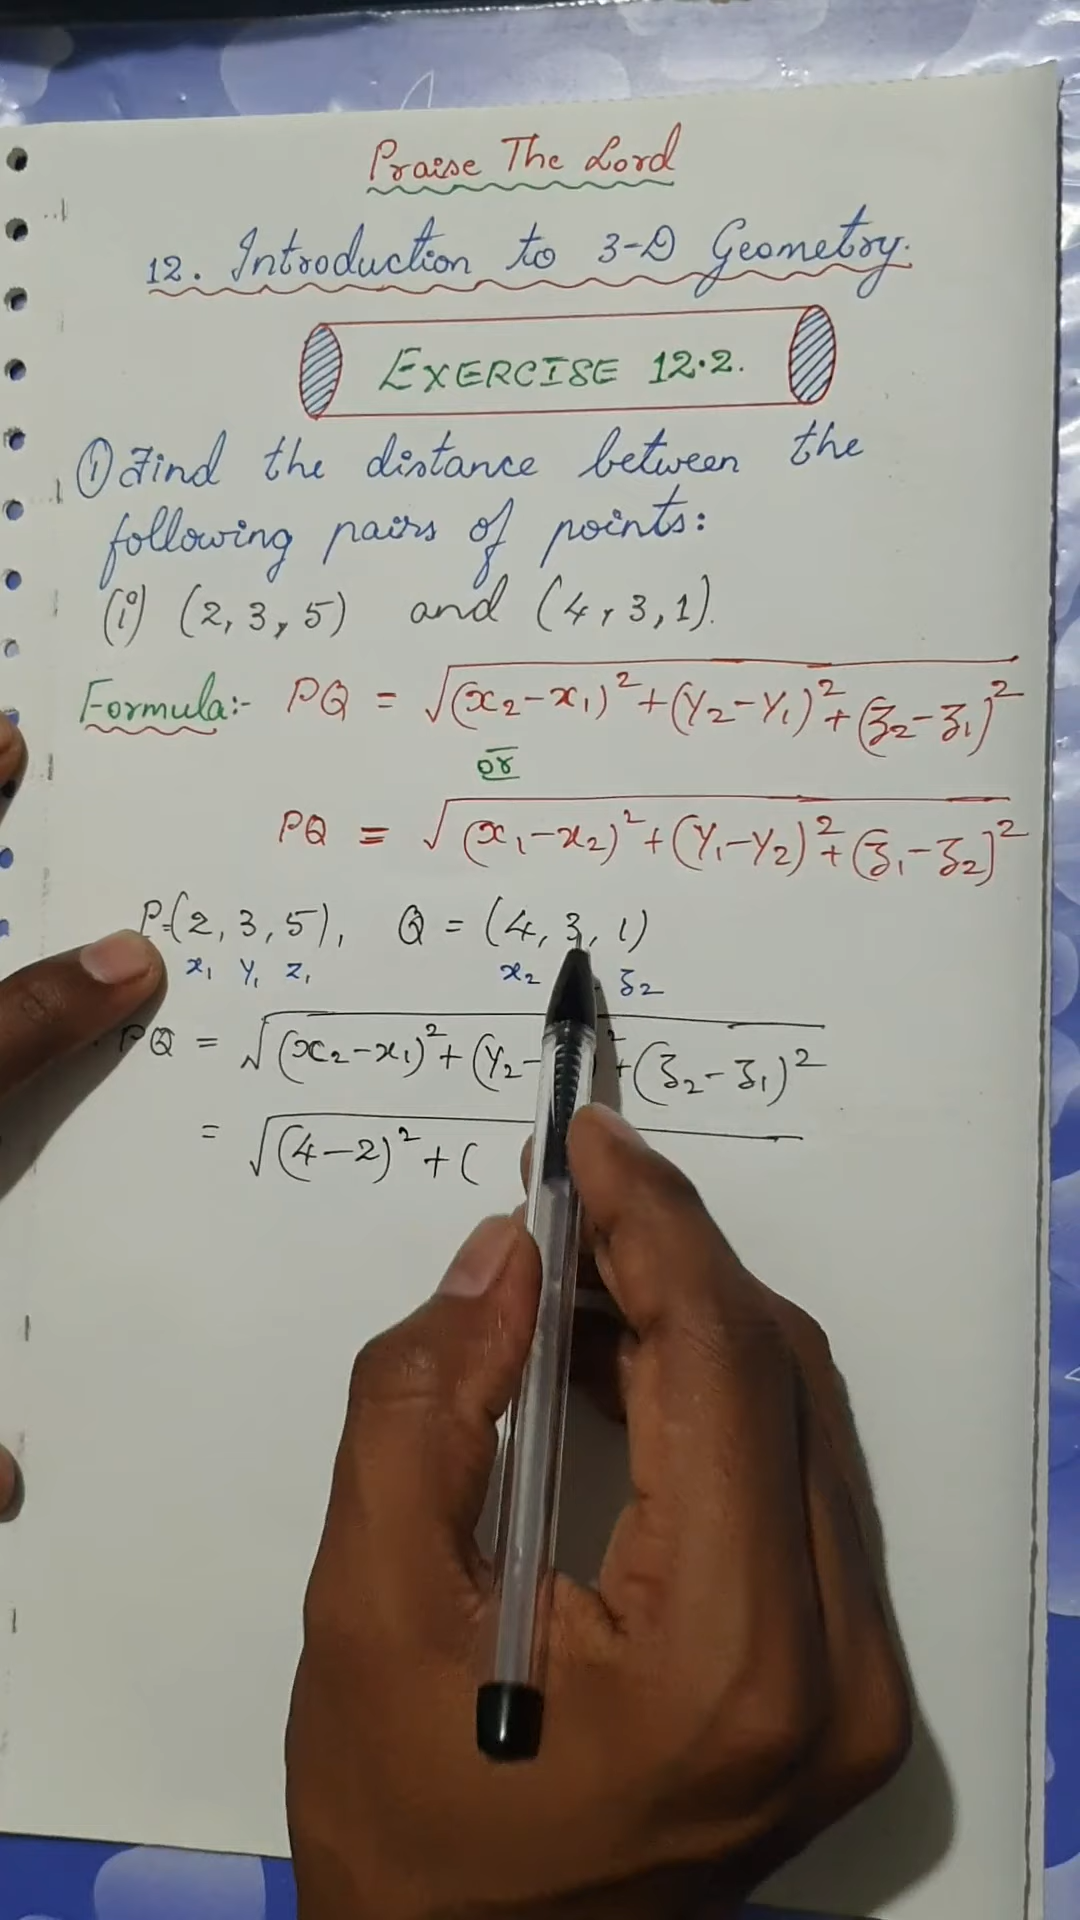 Praise The Lord
12. Introduction to 3-D Geometry.
EXERCISE 12.2.
① Find the distance between the
following pairs of points:
(i) (2, 3, 5) and (4, 3, 1).
Formula:- PQ = √(x₂-x₁)²+(y₂-y₁)²+(z₂-z₁)²
or
PQ = √(x₁-x₂)²+(y₁-y₂)²+(z₁-z₂)²
P=(2, 3, 5), Q = (4, 3, 1)
x₁ y₁ z₁ x₂ z₂
PQ = √(x₂-x₁)²+(y₂- ² +(z₂-z₁)²
= √(4-2)²+(